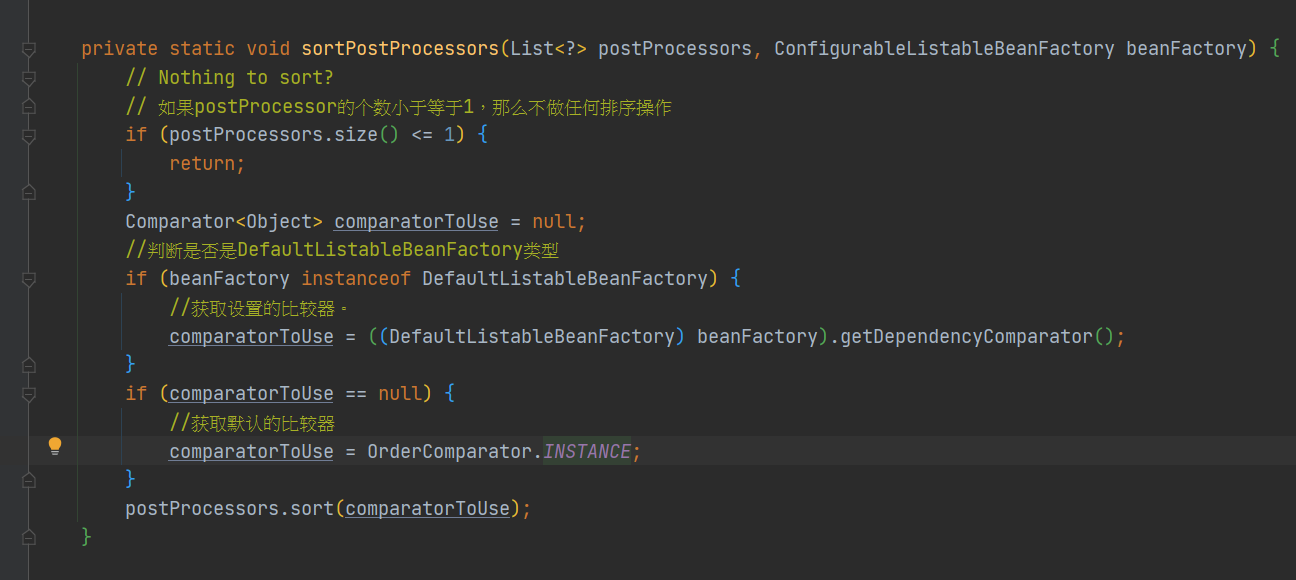 private static void sortPostProcessors(List<?> postProcessors, ConfigurableListableBeanFactory beanFactory) {
// Nothing to sort?
// 如果postProcessor的个数小于等于1，那么不做任何排序操作
if (postProcessors.size() <= 1) {
return;
}
Comparator<Object> comparatorToUse = null;
//判断是否是DefaultListableBeanFactory类型
if (beanFactory instanceof DefaultListableBeanFactory) {
//获取设置的比较器。
comparatorToUse = ((DefaultListableBeanFactory) beanFactory).getDependencyComparator();
}
if (comparatorToUse == null) {
//获取默认的比较器
comparatorToUse = OrderComparator.INSTANCE;
}
postProcessors.sort(comparatorToUse);
}